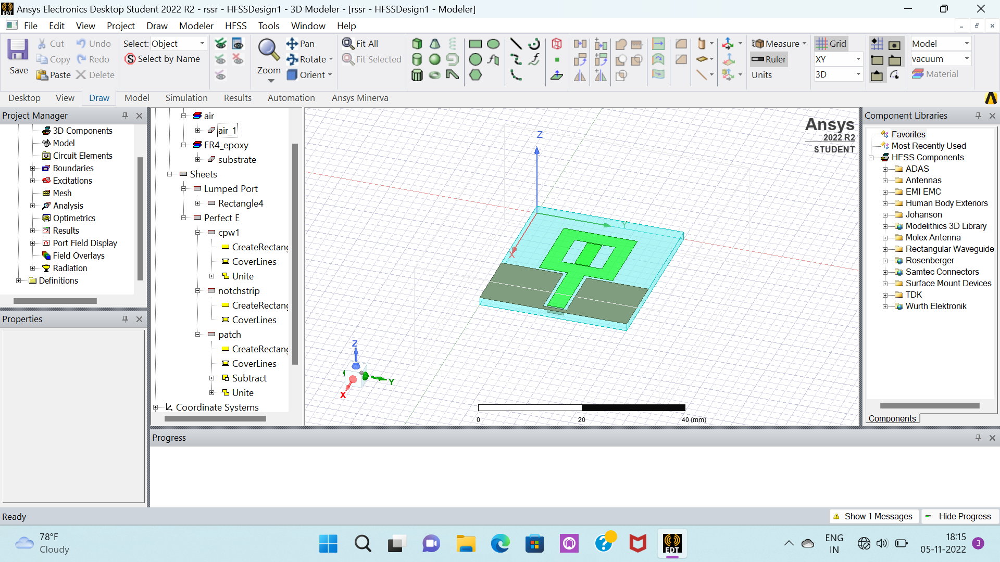 Ansys Electronics Desktop Student 2022 R2 - rssr - HFSSDesign1 - 3D Modeler - [rssr - HFSSDesign1 - Modeler]
File Edit View Project Draw Modeler HFSS Tools Window Help
Save
Cut
Copy
Paste
Undo
Redo
Delete
Select: Object
Select by Name
Zoom
Pan
Rotate
Orient
Fit All
Fit Selected
Measure
Ruler
Units
Grid
XY
3D
Model
vacuum
Material
Desktop View Draw Model Simulation Results Automation Ansys Minerva
Project Manager
3D Components
Model
Circuit Elements
Boundaries
Excitations
Mesh
Analysis
Optimetrics
Results
Port Field Display
Field Overlays
Radiation
Definitions
Properties
air
air_1
FR4_epoxy
substrate
Sheets
Lumped Port
Rectangle4
Perfect E
cpw1
CreateRectang
CoverLines
Unite
notchstrip
CreateRectang
CoverLines
patch
CreateRectang
CoverLines
Subtract
Unite
Coordinate Systems
Ansys
2022 R2
STUDENT
Z
Y
X
Z
Y
X
0 20 40 (mm)
Component Libraries
Favorites
Most Recently Used
HFSS Components
ADAS
Antennas
EMI EMC
Human Body Exteriors
Johanson
Modelithics 3D Library
Molex Antenna
Rectangular Waveguide
Rosenberger
Samtec Connectors
Surface Mount Devices
TDK
Wurth Elektronik
Components
Progress
Ready
Show 1 Messages
Hide Progress
78°F
Cloudy
EDT
ENG
IN
18:15
05-11-2022
3